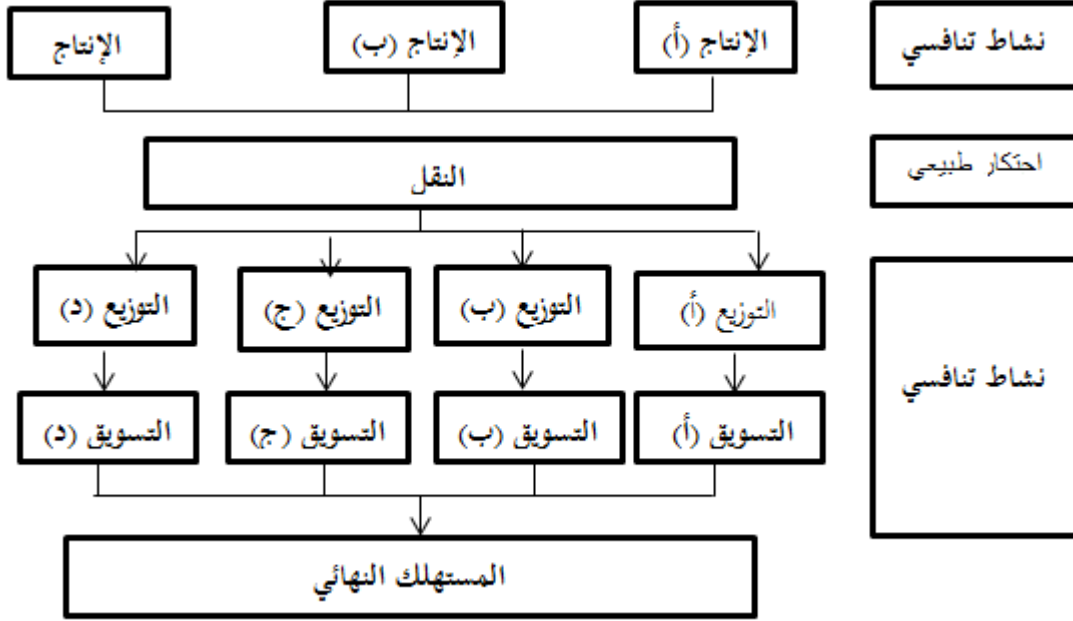 نشاط تنافسي
الإنتاج (أ)
الإنتاج (ب)
الإنتاج
احتكار طبيعي
النقل
نشاط تنافسي
التوزيع (أ)
التوزيع (ب)
التوزيع (ج)
التوزيع (د)
التسويق (أ)
التسويق (ب)
التسويق (ج)
التسويق (د)
المستهلك النهائي